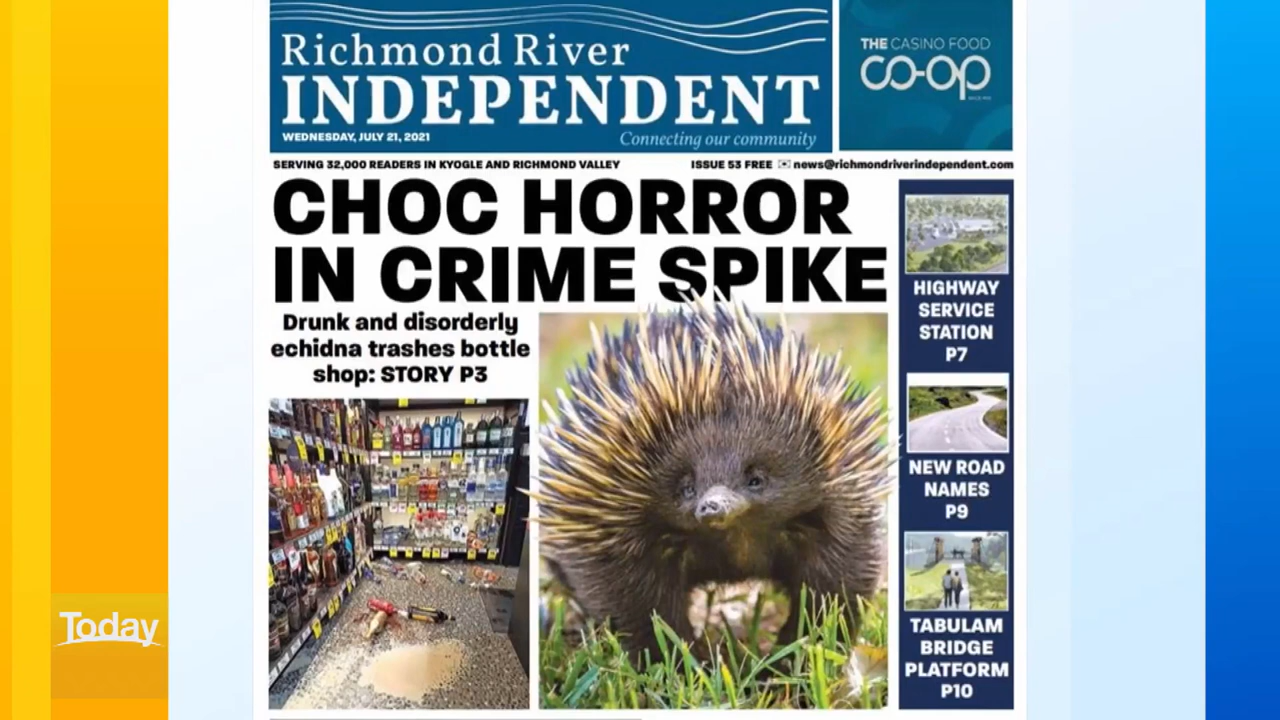 Richmond River
INDEPENDENT
WEDNESDAY, JULY 21, 2021
Connecting our community
THE CASINO FOOD
co-op
SERVING 32,000 READERS IN KYOGLE AND RICHMOND VALLEY
ISSUE 53 FREE news@richmondriverindependent.com
CHOC HORROR
IN CRIME SPIKE
Drunk and disorderly
echidna trashes bottle
shop: STORY P3
HIGHWAY
SERVICE
STATION
P7
NEW ROAD
NAMES
P9
TABULAM
BRIDGE
PLATFORM
P10
Today